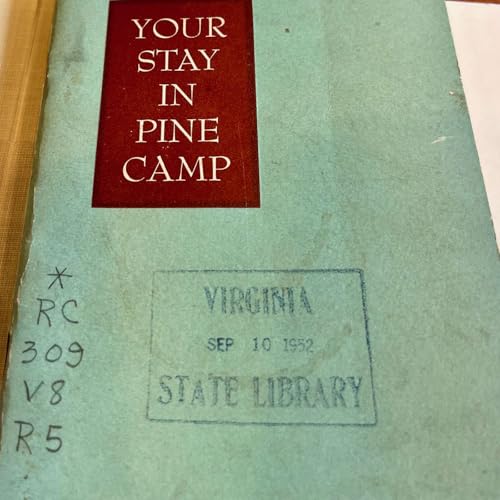 YOUR
STAY
IN
PINE
CAMP
*
RC
309
V8
R5
VIRGINIA
SEP 10 1952
STATE LIBRARY